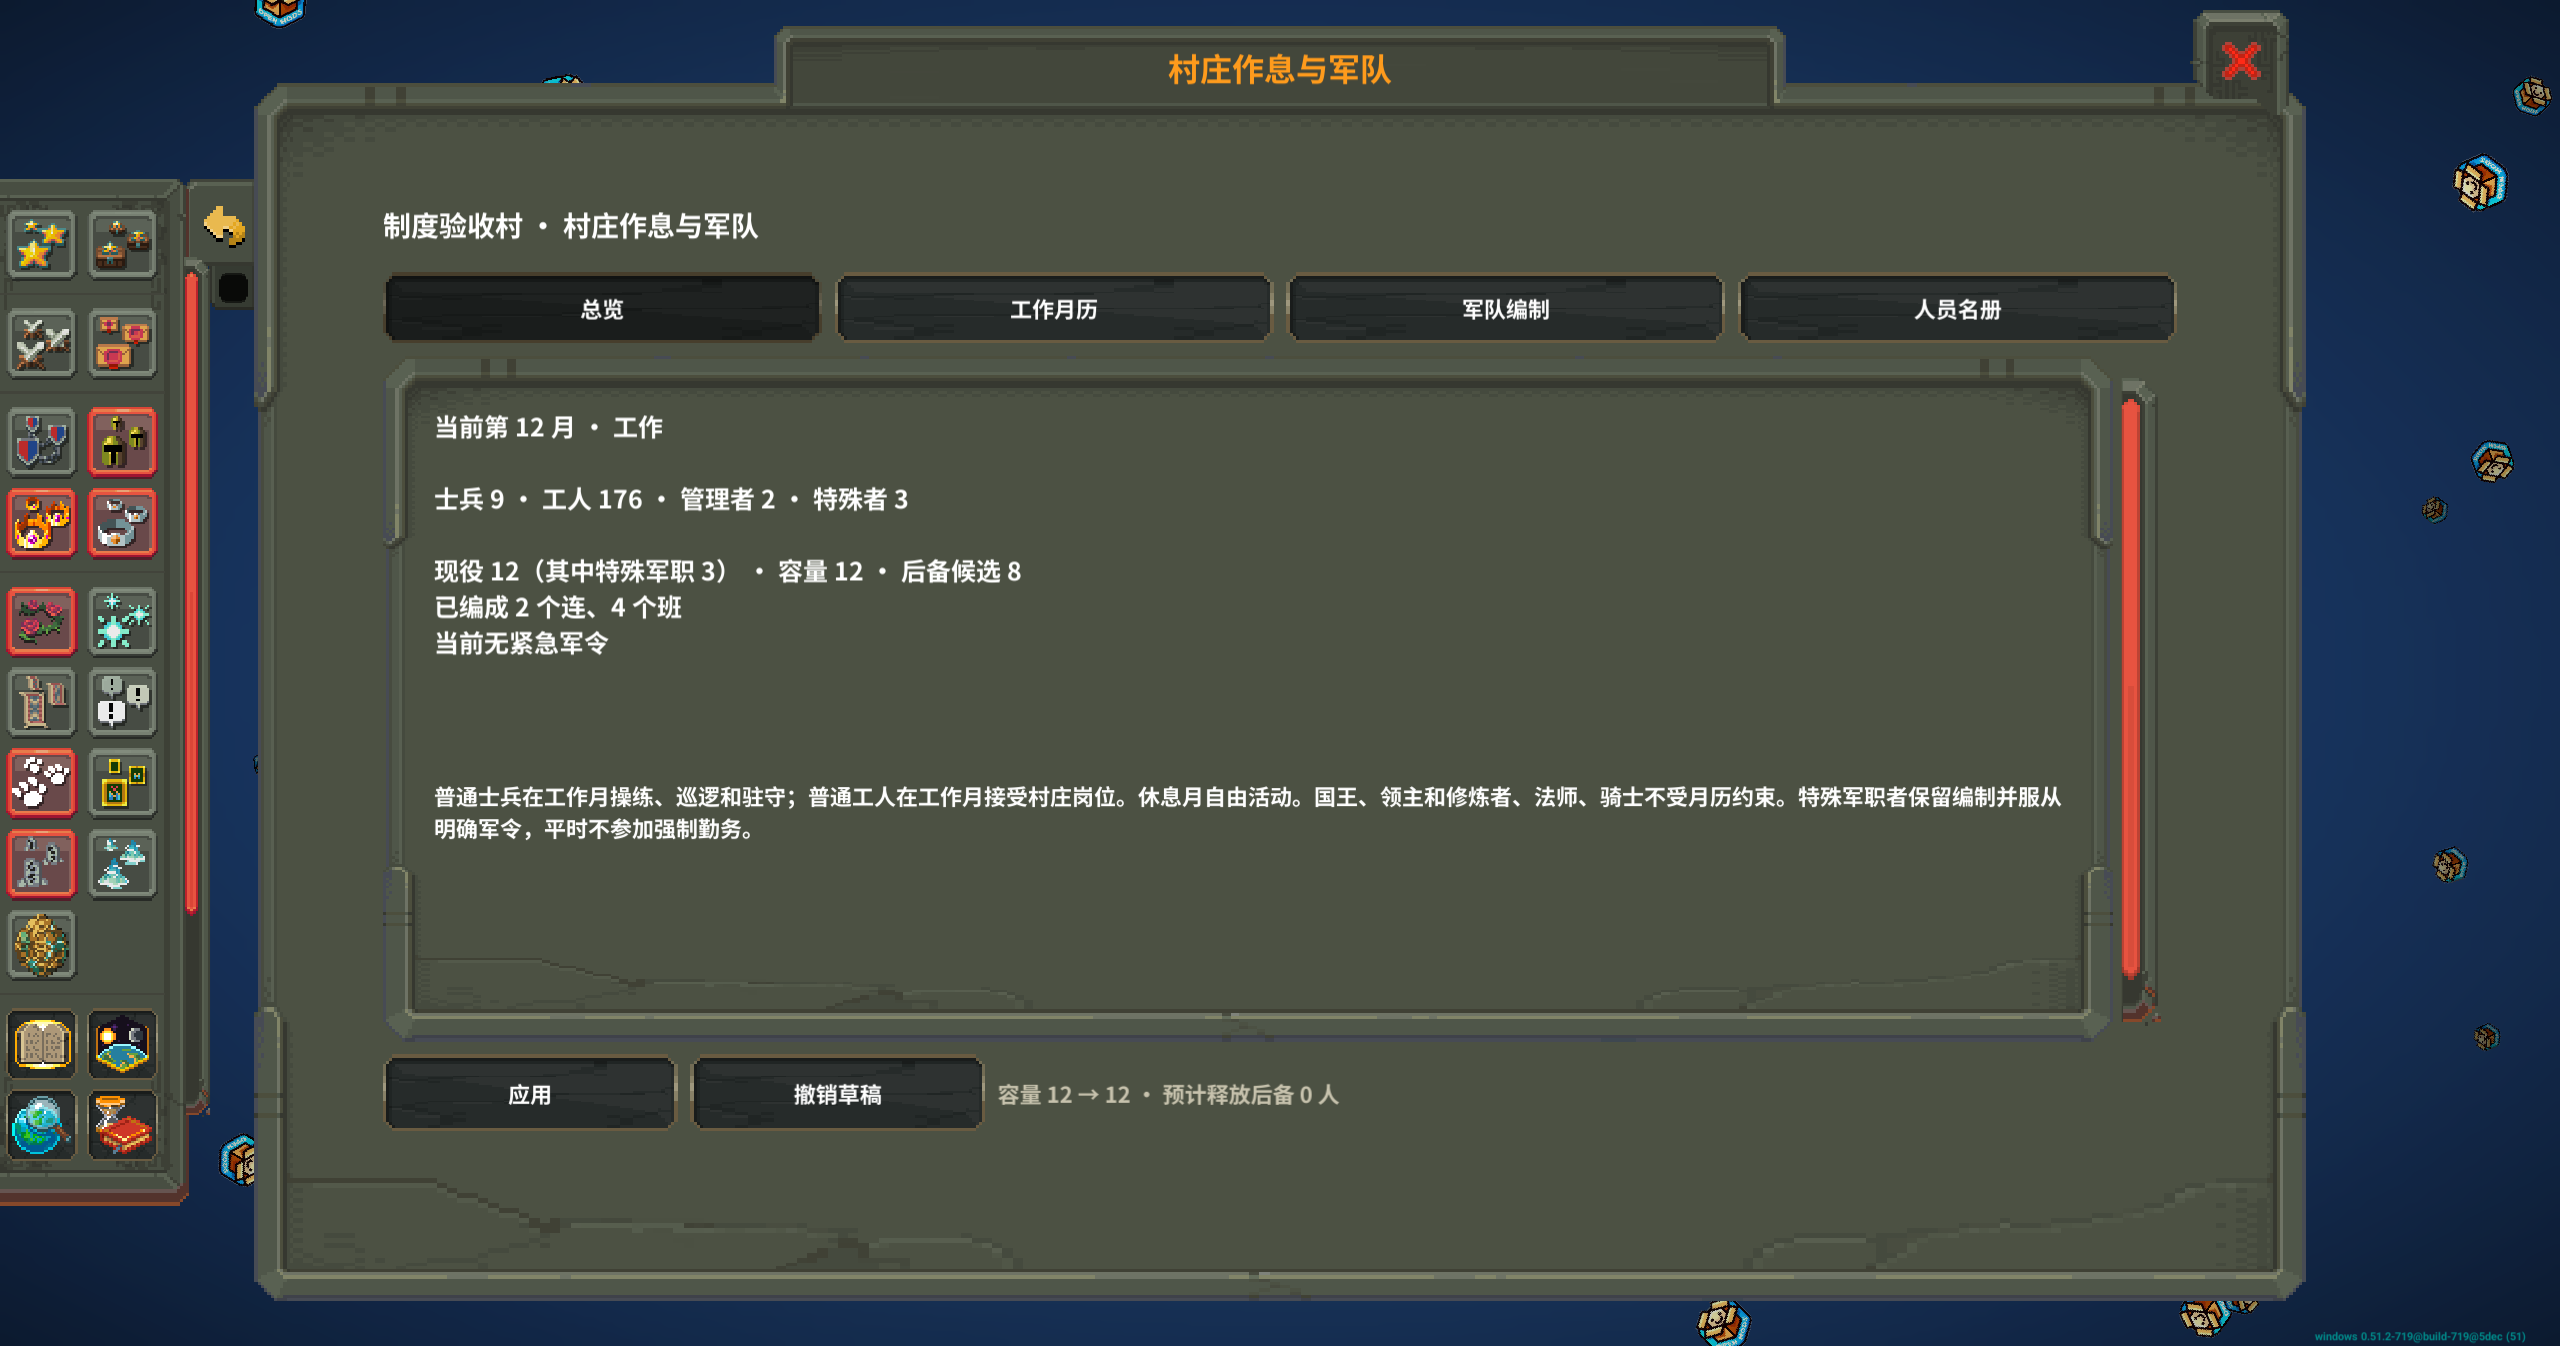 村庄作息与军队
制度验收村 · 村庄作息与军队
总览
工作月历
军队编制
人员名册
当前第 12 月 · 工作
士兵 9 · 工人 176 · 管理者 2 · 特殊者 3
现役 12（其中特殊军职 3） · 容量 12 · 后备候选 8
已编成 2 个连、4 个班
当前无紧急军令
普通士兵在工作月操练、巡逻和驻守；普通工人在工作月接受村庄岗位。休息月自由活动。国王、领主和修炼者、法师、骑士不受月历约束。特殊军职者保留编制并服从
明确军令，平时不参加强制勤务。
应用
撤销草稿
容量 12 → 12 · 预计释放后备 0 人
windows 0.51.2-719@build-719@5dec (51)